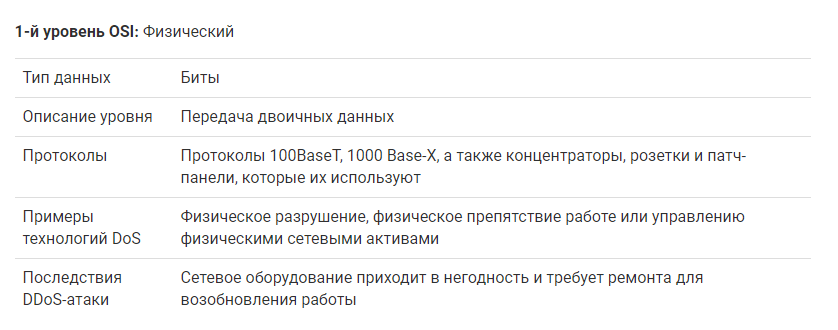 1-й уровень OSI: Физический
Тип данных Биты
Описание уровня Передача двоичных данных
Протоколы Протоколы 100BaseT, 1000 Base-X, а также концентраторы, розетки и патч-
панели, которые их используют
Примеры Физическое разрушение, физическое препятствие работе или управлению
технологий DoS физическими сетевыми активами
Последствия Сетевое оборудование приходит в негодность и требует ремонта для
DDoS-атаки возобновления работы